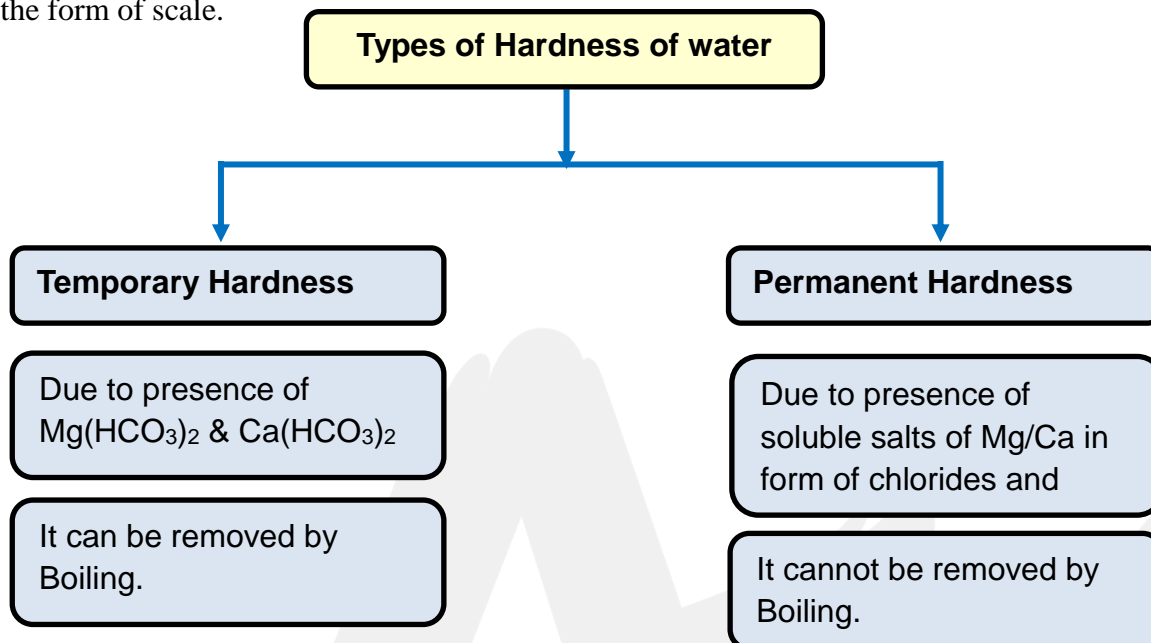 the form of scale.
Types of Hardness of water
Temporary Hardness
Due to presence of
Mg(HCO₃)₂ & Ca(HCO₃)₂
It can be removed by
Boiling.
Permanent Hardness
Due to presence of
soluble salts of Mg/Ca in
form of chlorides and
It cannot be removed by
Boiling.